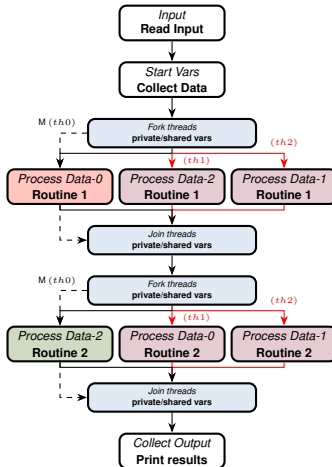 Input
Read Input
Start Vars
Collect Data
Fork threads
private/shared vars
M (th0)
(th1)
(th2)
Process Data-0
Routine 1
Process Data-2
Routine 1
Process Data-1
Routine 1
Join threads
private/shared vars
Fork threads
private/shared vars
M (th0)
(th1)
(th2)
Process Data-2
Routine 2
Process Data-0
Routine 2
Process Data-1
Routine 2
Join threads
private/shared vars
Collect Output
Print results